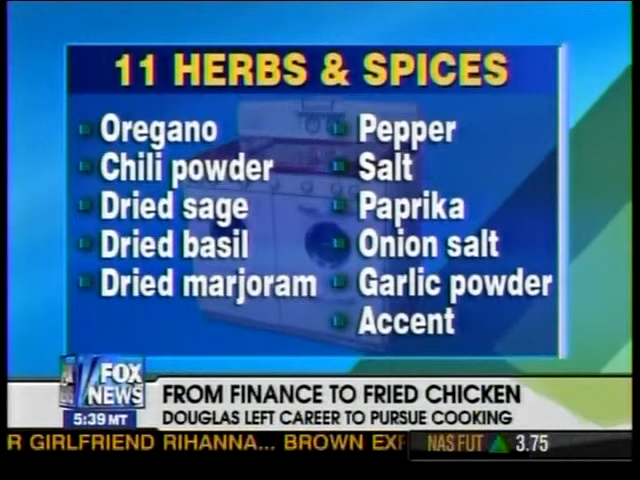 11 HERBS & SPICES
Oregano
Chili powder
Dried sage
Dried basil
Dried marjoram
Pepper
Salt
Paprika
Onion salt
Garlic powder
Accent
FOX
NEWS
5:39 MT
FROM FINANCE TO FRIED CHICKEN
DOUGLAS LEFT CAREER TO PURSUE COOKING
R GIRLFRIEND RIHANNA... BROWN EX
NAS FUT 3.75